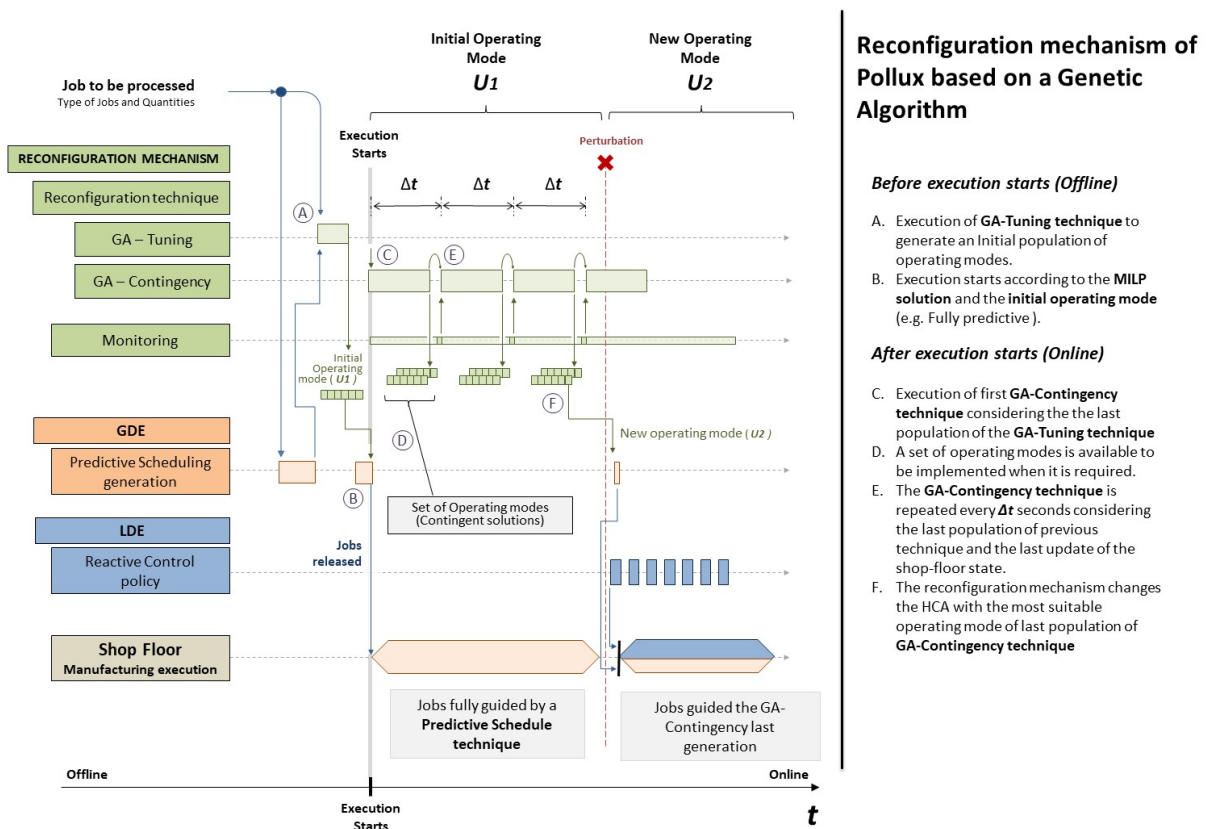 Initial Operating
Mode
U1
New Operating
Mode
U2
Job to be processed
Type of Jobs and Quantities
Execution
Starts
Perturbation
RECONFIGURATION MECHANISM
Reconfiguration technique
Δt
Δt
Δt
A
GA – Tuning
C
E
GA – Contingency
Monitoring
Initial
Operating
mode ( U1 )
F
GDE
D
New operating mode ( U2 )
Predictive Scheduling
generation
B
Set of Operating modes
(Contingent solutions)
LDE
Jobs
released
Reactive Control
policy
Shop Floor
Manufacturing execution
Jobs fully guided by a
Predictive Schedule
technique
Jobs guided the GA-
Contingency last
generation
Offline
Online
Execution
Starts
t
Reconfiguration mechanism of
Pollux based on a Genetic
Algorithm
Before execution starts (Offline)
A. Execution of GA-Tuning technique to
generate an Initial population of
operating modes.
B. Execution starts according to the MILP
solution and the initial operating mode
(e.g. Fully predictive ).
After execution starts (Online)
C. Execution of first GA-Contingency
technique considering the the last
population of the GA-Tuning technique
D. A set of operating modes is available to
be implemented when it is required.
E. The GA-Contingency technique is
repeated every Δt seconds considering
the last population of previous
technique and the last update of the
shop-floor state.
F. The reconfiguration mechanism changes
the HCA with the most suitable
operating mode of last population of
GA-Contingency technique